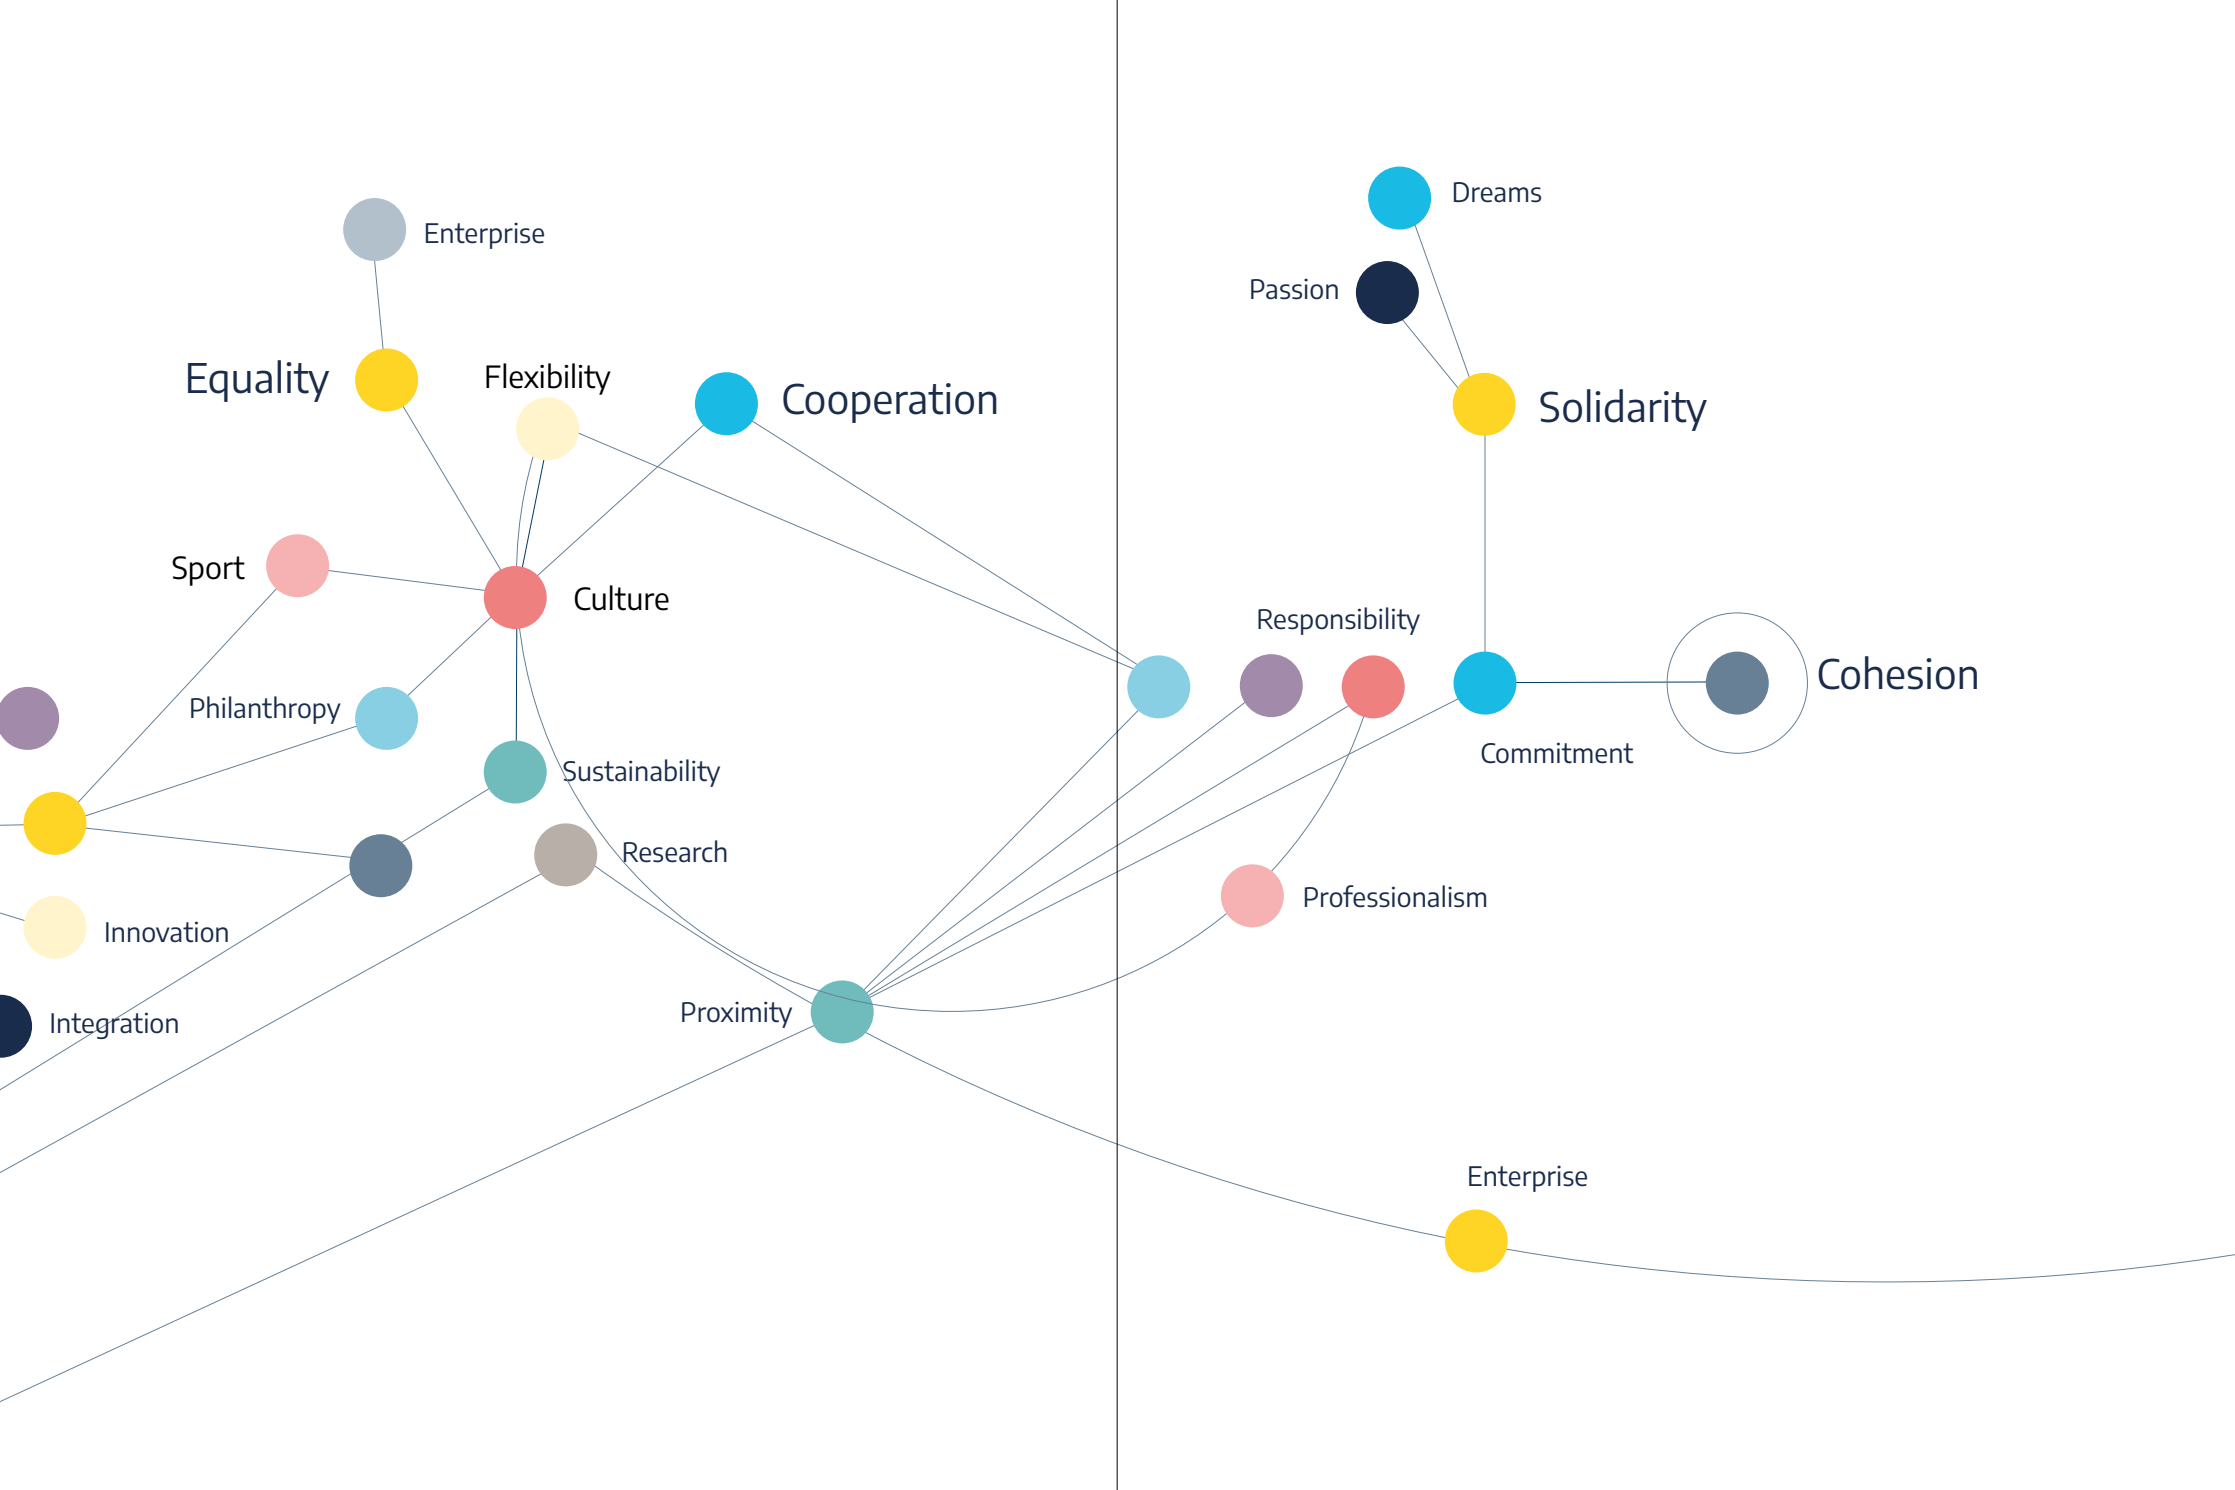 Enterprise
Equality
Flexibility
Cooperation
Sport
Culture
Philanthropy
Sustainability
Research
Innovation
Integration
Proximity
Dreams
Passion
Solidarity
Responsibility
Cohesion
Commitment
Professionalism
Enterprise